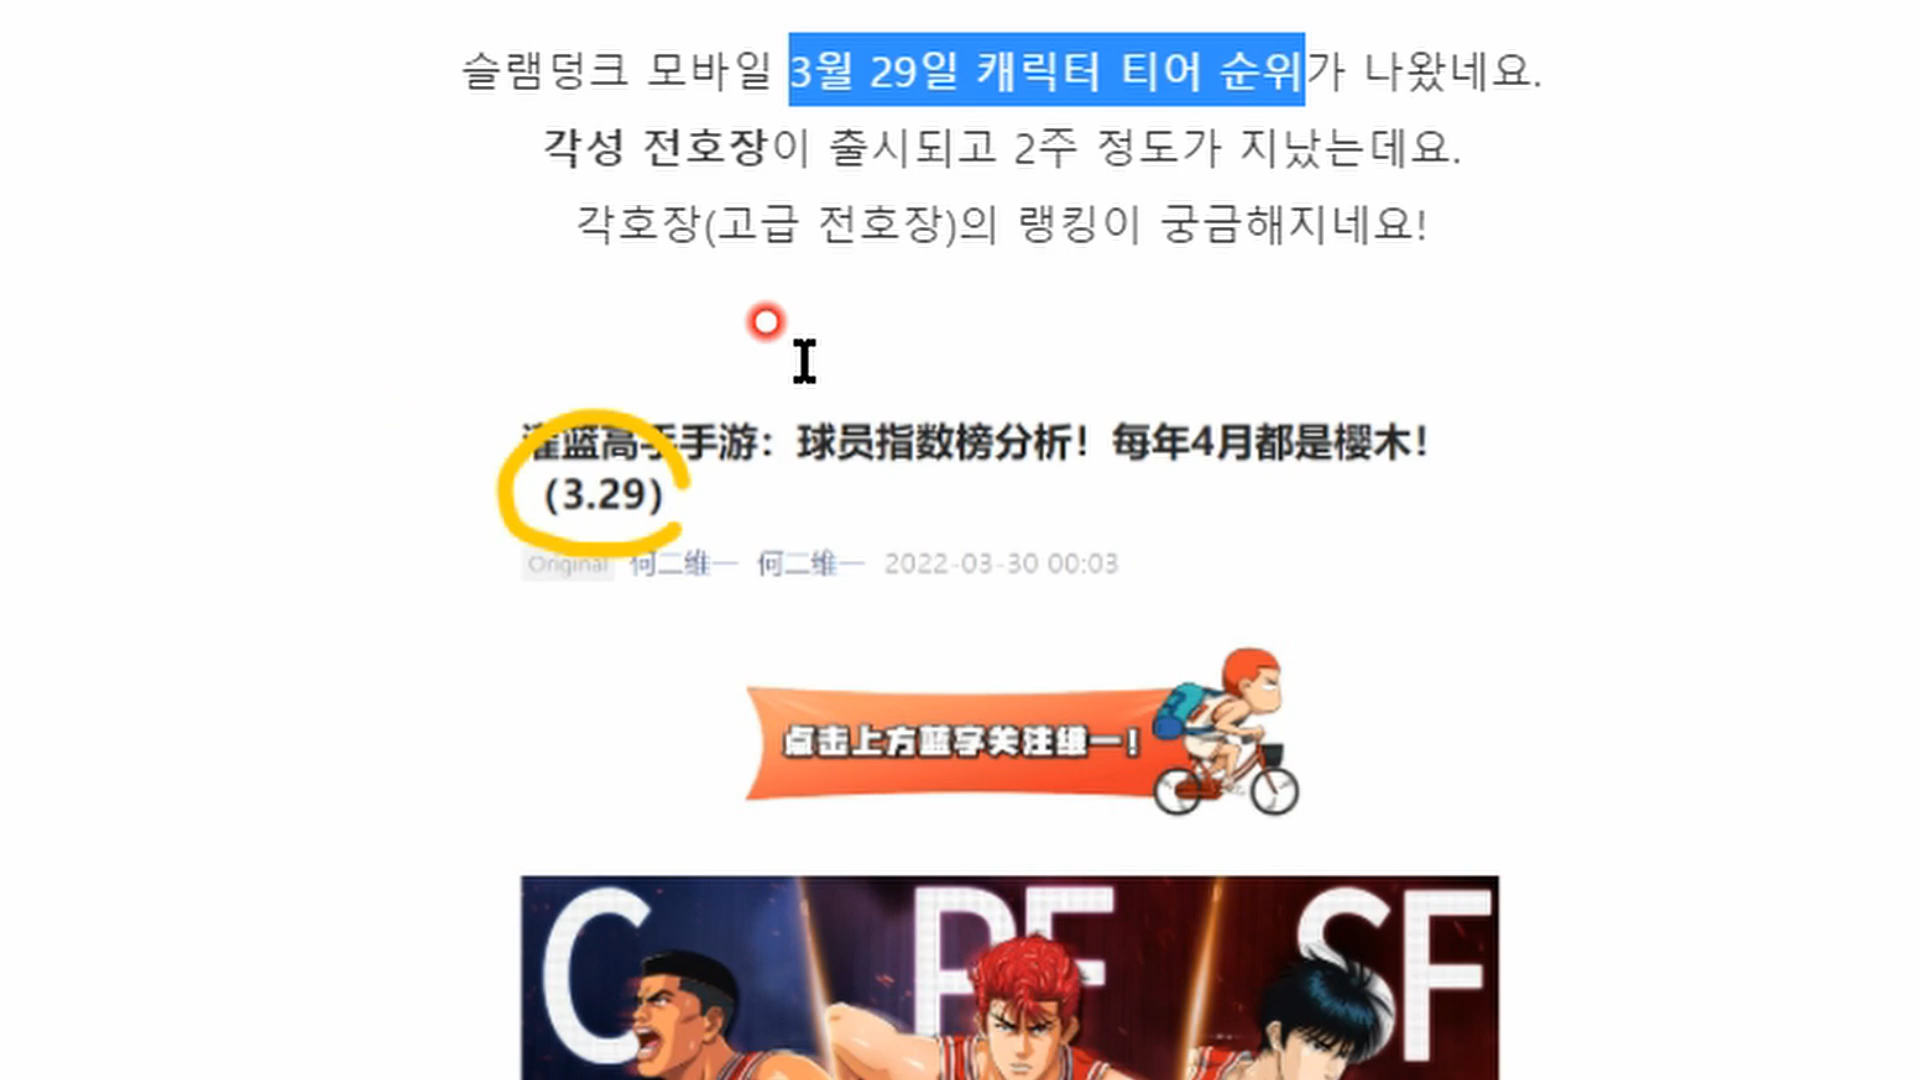 슬램덩크 모바일 3월 29일 캐릭터 티어 순위가 나왔네요.
각성 전호장이 출시되고 2주 정도가 지났는데요.
각호장(고급 전호장)의 랭킹이 궁금해지네요!
灌篮高手手游：球员指数榜分析！每年4月都是樱木！
（3.29）
Original 何二维一 何二维一 2022-03-30 00:03
点击上方蓝字关注维一！
C PF SF